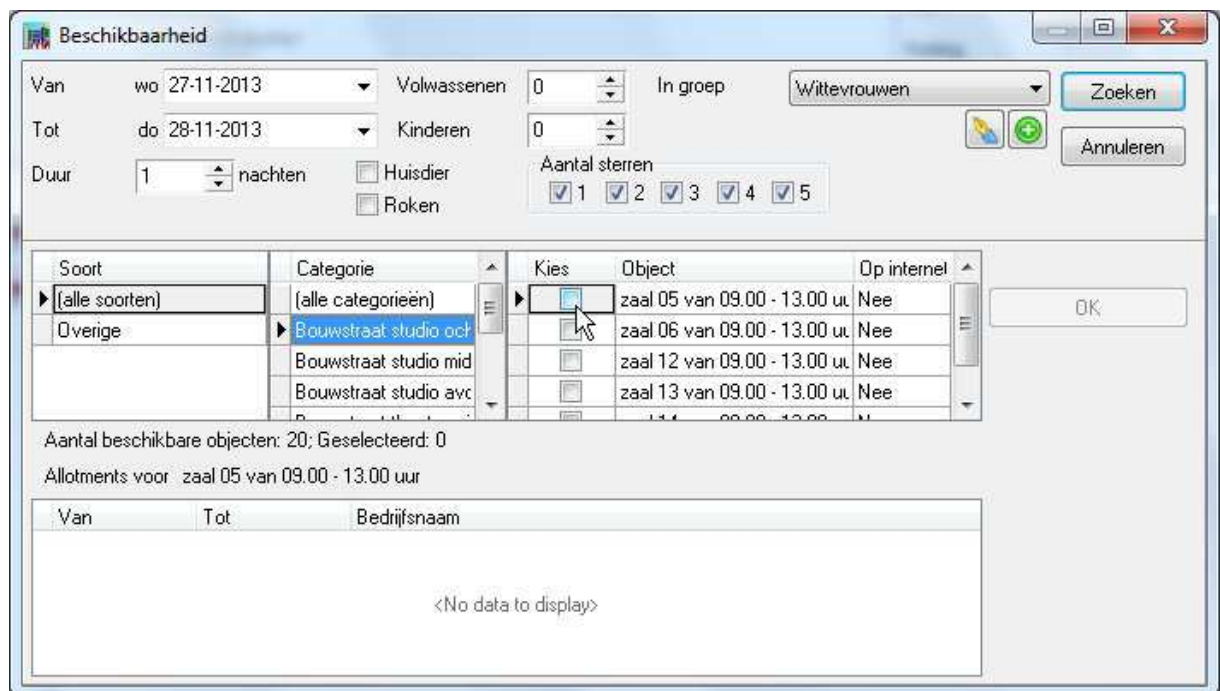 Beschikbaarheid
Van wo 27-11-2013 Volwassenen 0 In groep Wittevrouwen Zoeken
Tot do 28-11-2013 Kinderen 0 Annuleren
Duur 1 nachten Huisdier Aantal sterren
Roken 1 2 3 4 5
Soort Categorie Kies Object Op internet
(alle soorten) (alle categorieën) zaal 05 van 09.00 - 13.00 uu Nee OK
Overige Bouwstraat studio och zaal 06 van 09.00 - 13.00 uu Nee
Bouwstraat studio mid zaal 12 van 09.00 - 13.00 uu Nee
Bouwstraat studio avo zaal 13 van 09.00 - 13.00 uu Nee
Aantal beschikbare objecten: 20; Geselecteerd: 0
Allotments voor zaal 05 van 09.00 - 13.00 uur
Van Tot Bedrijfsnaam
<No data to display>